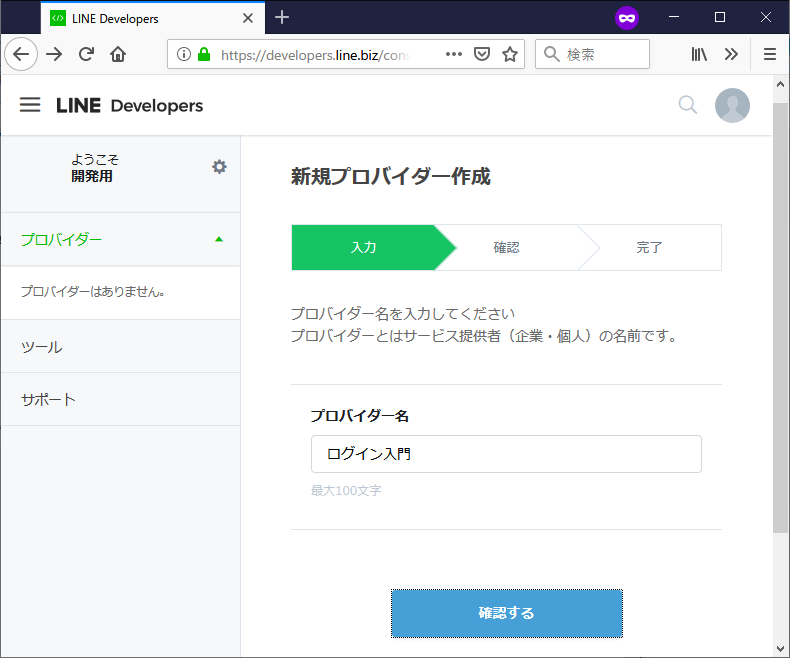 LINE Developers
https://developers.line.biz/cons
検索
LINE Developers
ようこそ
開発用
プロバイダー
プロバイダーはありません。
ツール
サポート
新規プロバイダー作成
入力
確認
完了
プロバイダー名を入力してください
プロバイダーとはサービス提供者（企業・個人）の名前です。
プロバイダー名
ログイン入門
最大100文字
確認する